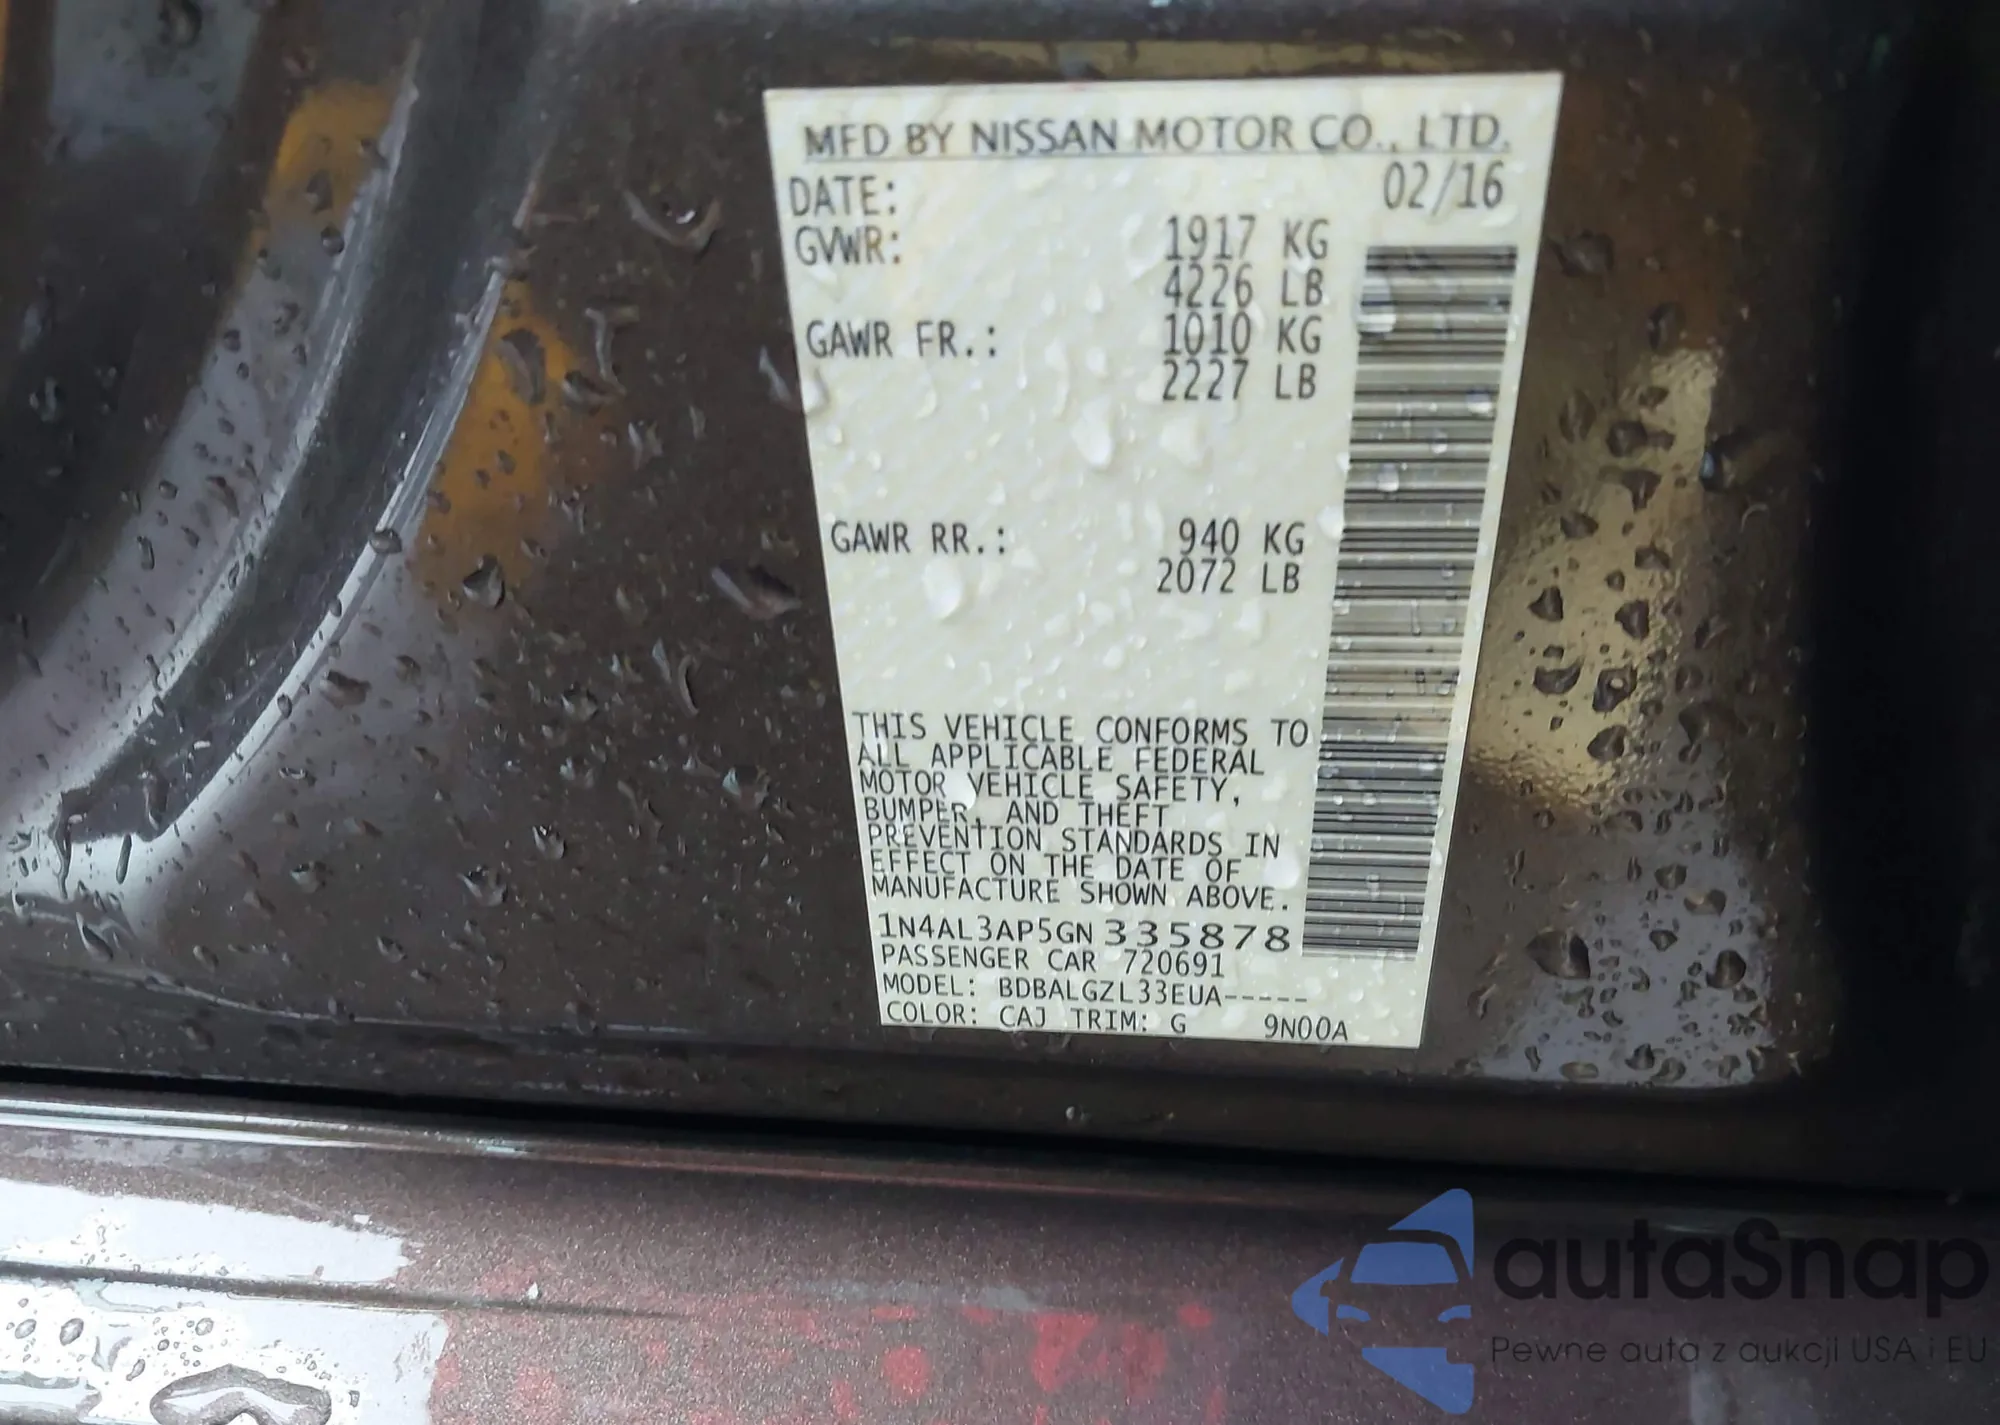 MFD BY NISSAN MOTOR CO., LTD.
DATE: 02/16
GVWR: 1917 KG
4226 LB
GAWR FR.: 1010 KG
2227 LB
GAWR RR.: 940 KG
2072 LB
THIS VEHICLE CONFORMS TO
ALL APPLICABLE FEDERAL
MOTOR VEHICLE SAFETY,
BUMPER, AND THEFT
PREVENTION STANDARDS IN
EFFECT ON THE DATE OF
MANUFACTURE SHOWN ABOVE.
1N4AL3AP5GN335878
PASSENGER CAR 720691
MODEL: BDBALGZL33EUA-----
COLOR: CAJ TRIM: G 9N00A
autaSnap
Pewne auta z aukcji USA i EU